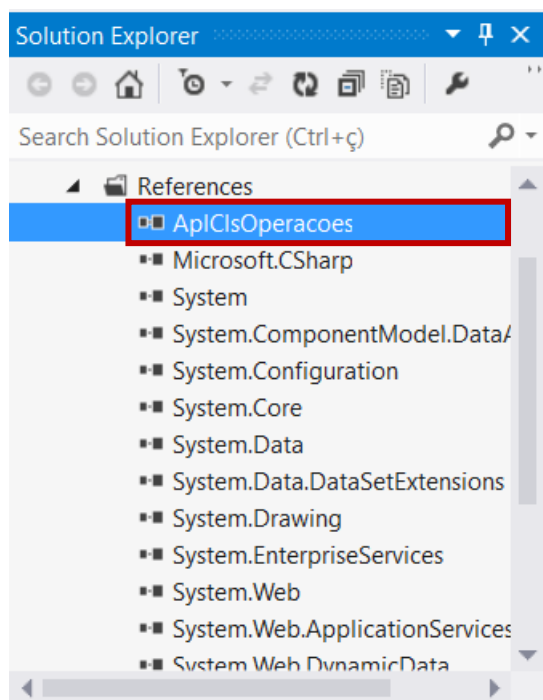 Solution Explorer
Search Solution Explorer (Ctrl+ç)
References
AplClsOperacoes
Microsoft.CSharp
System
System.ComponentModel.DataA
System.Configuration
System.Core
System.Data
System.Data.DataSetExtensions
System.Drawing
System.EnterpriseServices
System.Web
System.Web.ApplicationServices
System.Web.DynamicData